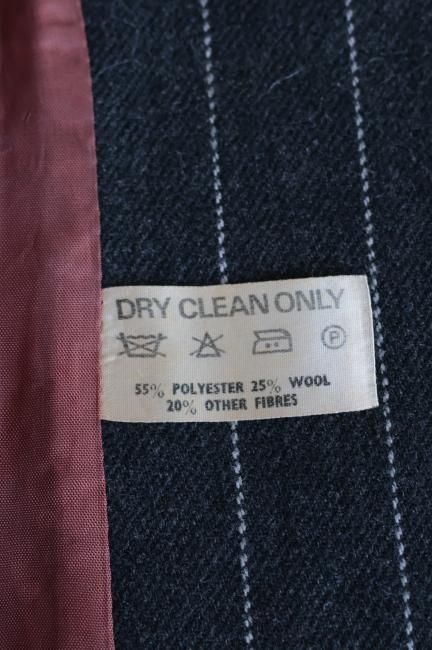 DRY CLEAN ONLY
P
55% POLYESTER 25% WOOL
20% OTHER FIBRES